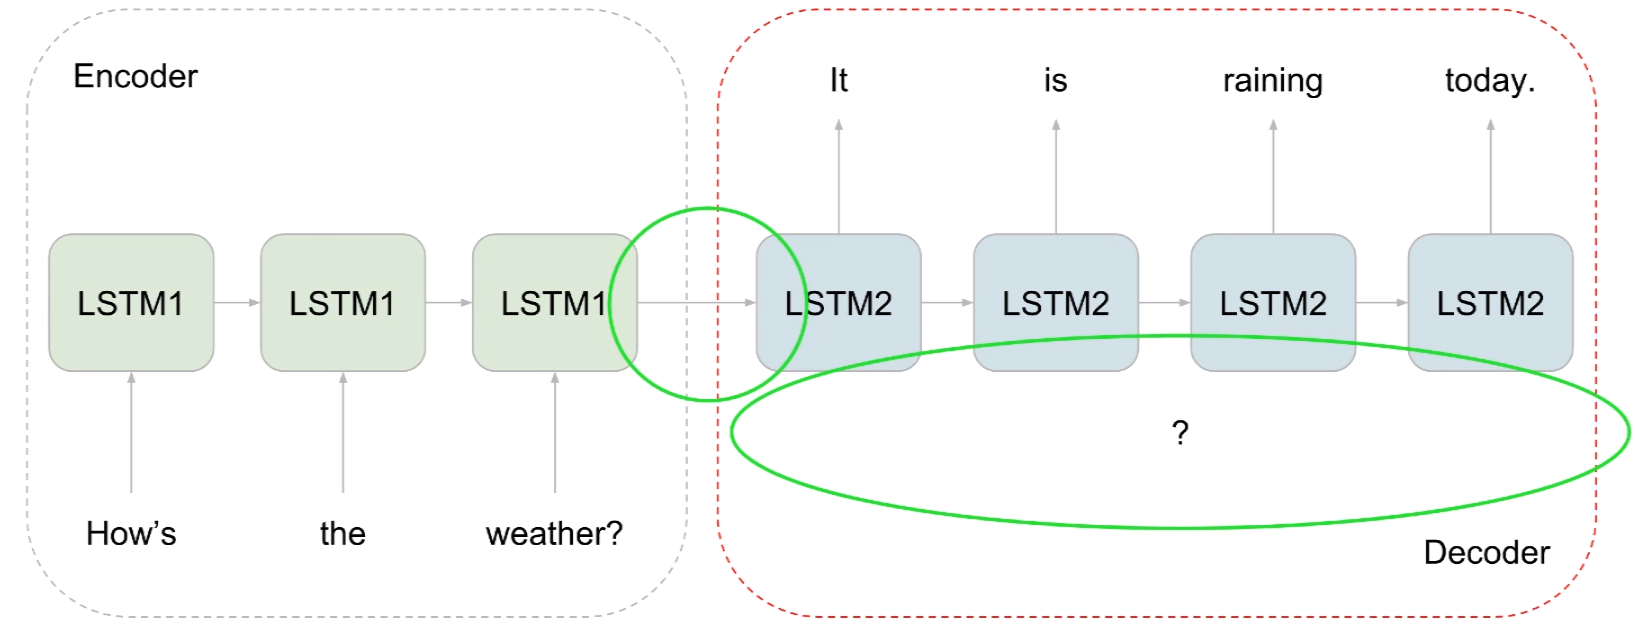 Encoder
It is raining today.
LSTM1 LSTM1 LSTM1 LSTM2 LSTM2 LSTM2 LSTM2
?
How’s the weather?
Decoder